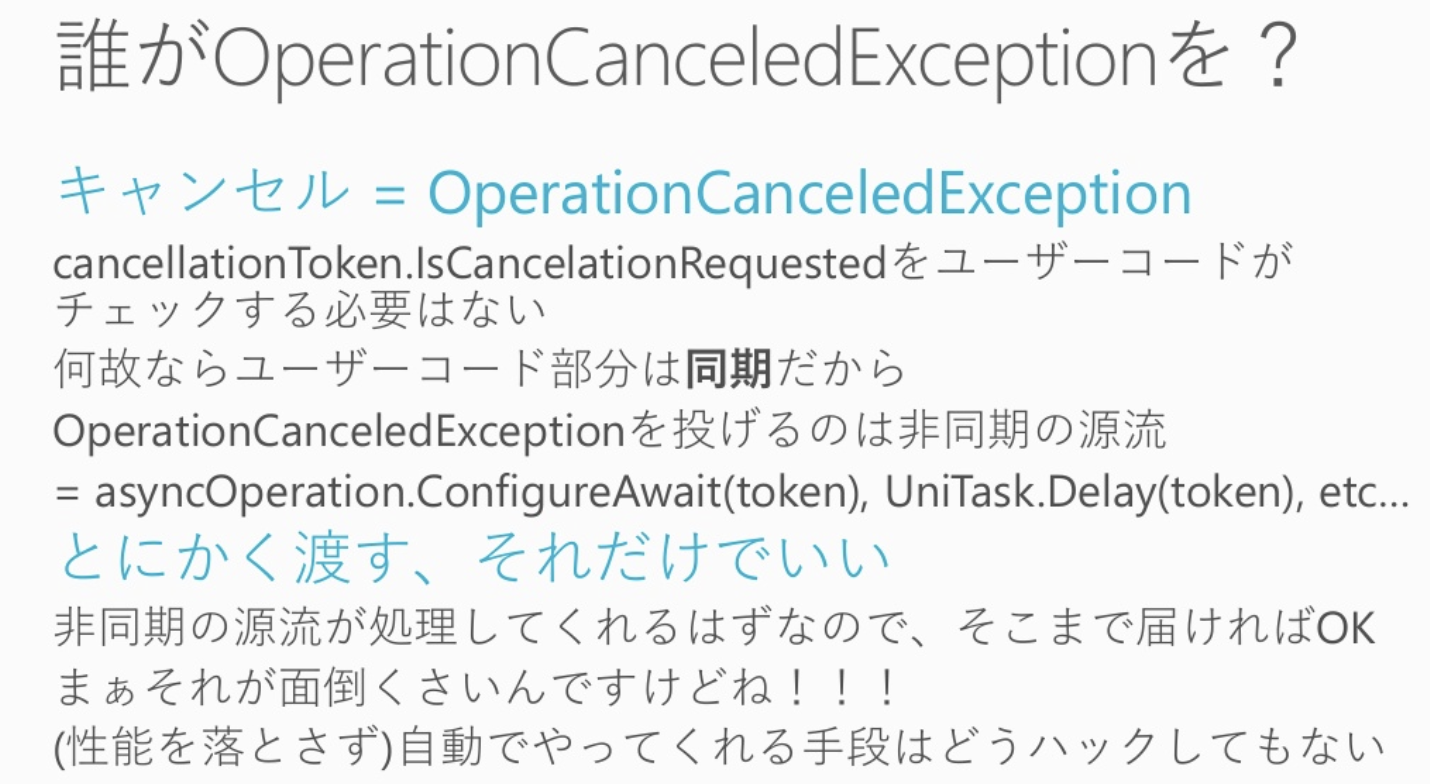 誰がOperationCanceledExceptionを？
キャンセル = OperationCanceledException
cancellationToken.IsCancelationRequestedをユーザーコードが
チェックする必要はない
何故ならユーザーコード部分は同期だから
OperationCanceledExceptionを投げるのは非同期の源流
= asyncOperation.ConfigureAwait(token), UniTask.Delay(token), etc...
とにかく渡す、それだけでいい
非同期の源流が処理してくれるはずなので、そこまで届ければOK
まぁそれが面倒くさいんですけどね！！！
(性能を落とさず)自動でやってくれる手段はどうハックしてもない